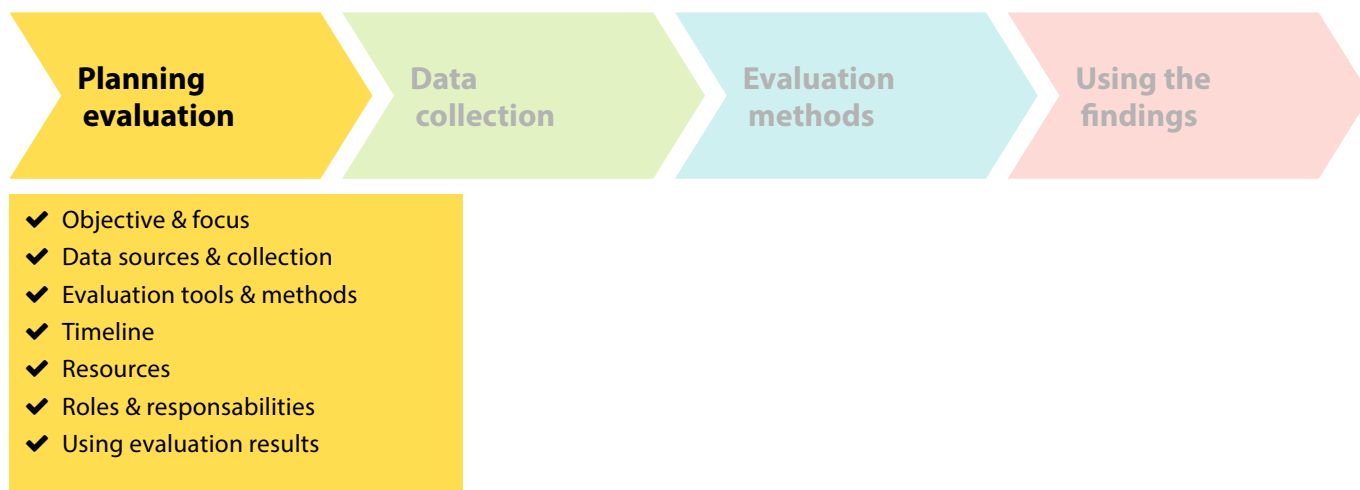 Planning
evaluation
Data
collection
Evaluation
methods
Using the
findings
Objective & focus
Data sources & collection
Evaluation tools & methods
Timeline
Resources
Roles & responsabilities
Using evaluation results